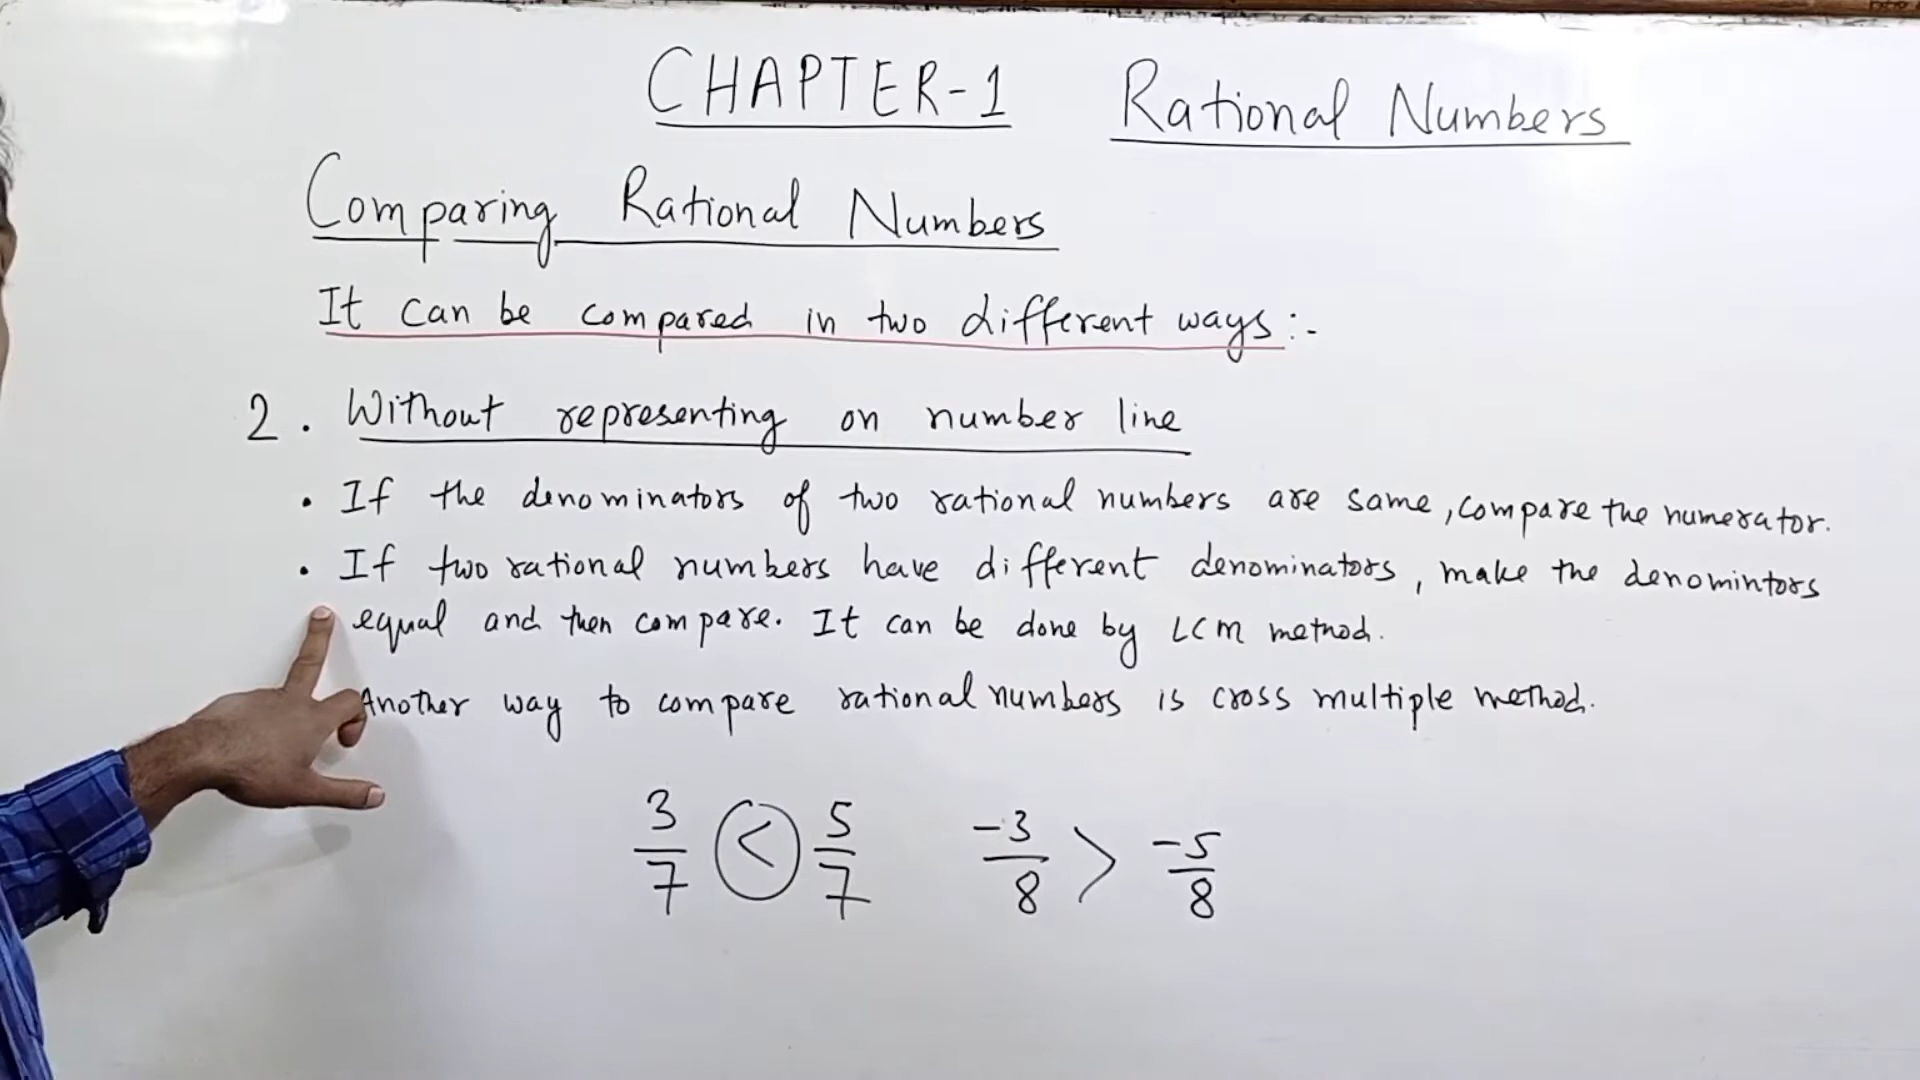 CHAPTER-1 Rational Numbers
Comparing Rational Numbers
It can be compared in two different ways:-
2. Without representing on number line
• If the denominators of two rational numbers are same, compare the numerator.
• If two rational numbers have different denominators, make the denomintors
equal and then compare. It can be done by LCM method.
Another way to compare rational numbers is cross multiple method.
3/7 < 5/7 -3/8 > -5/8